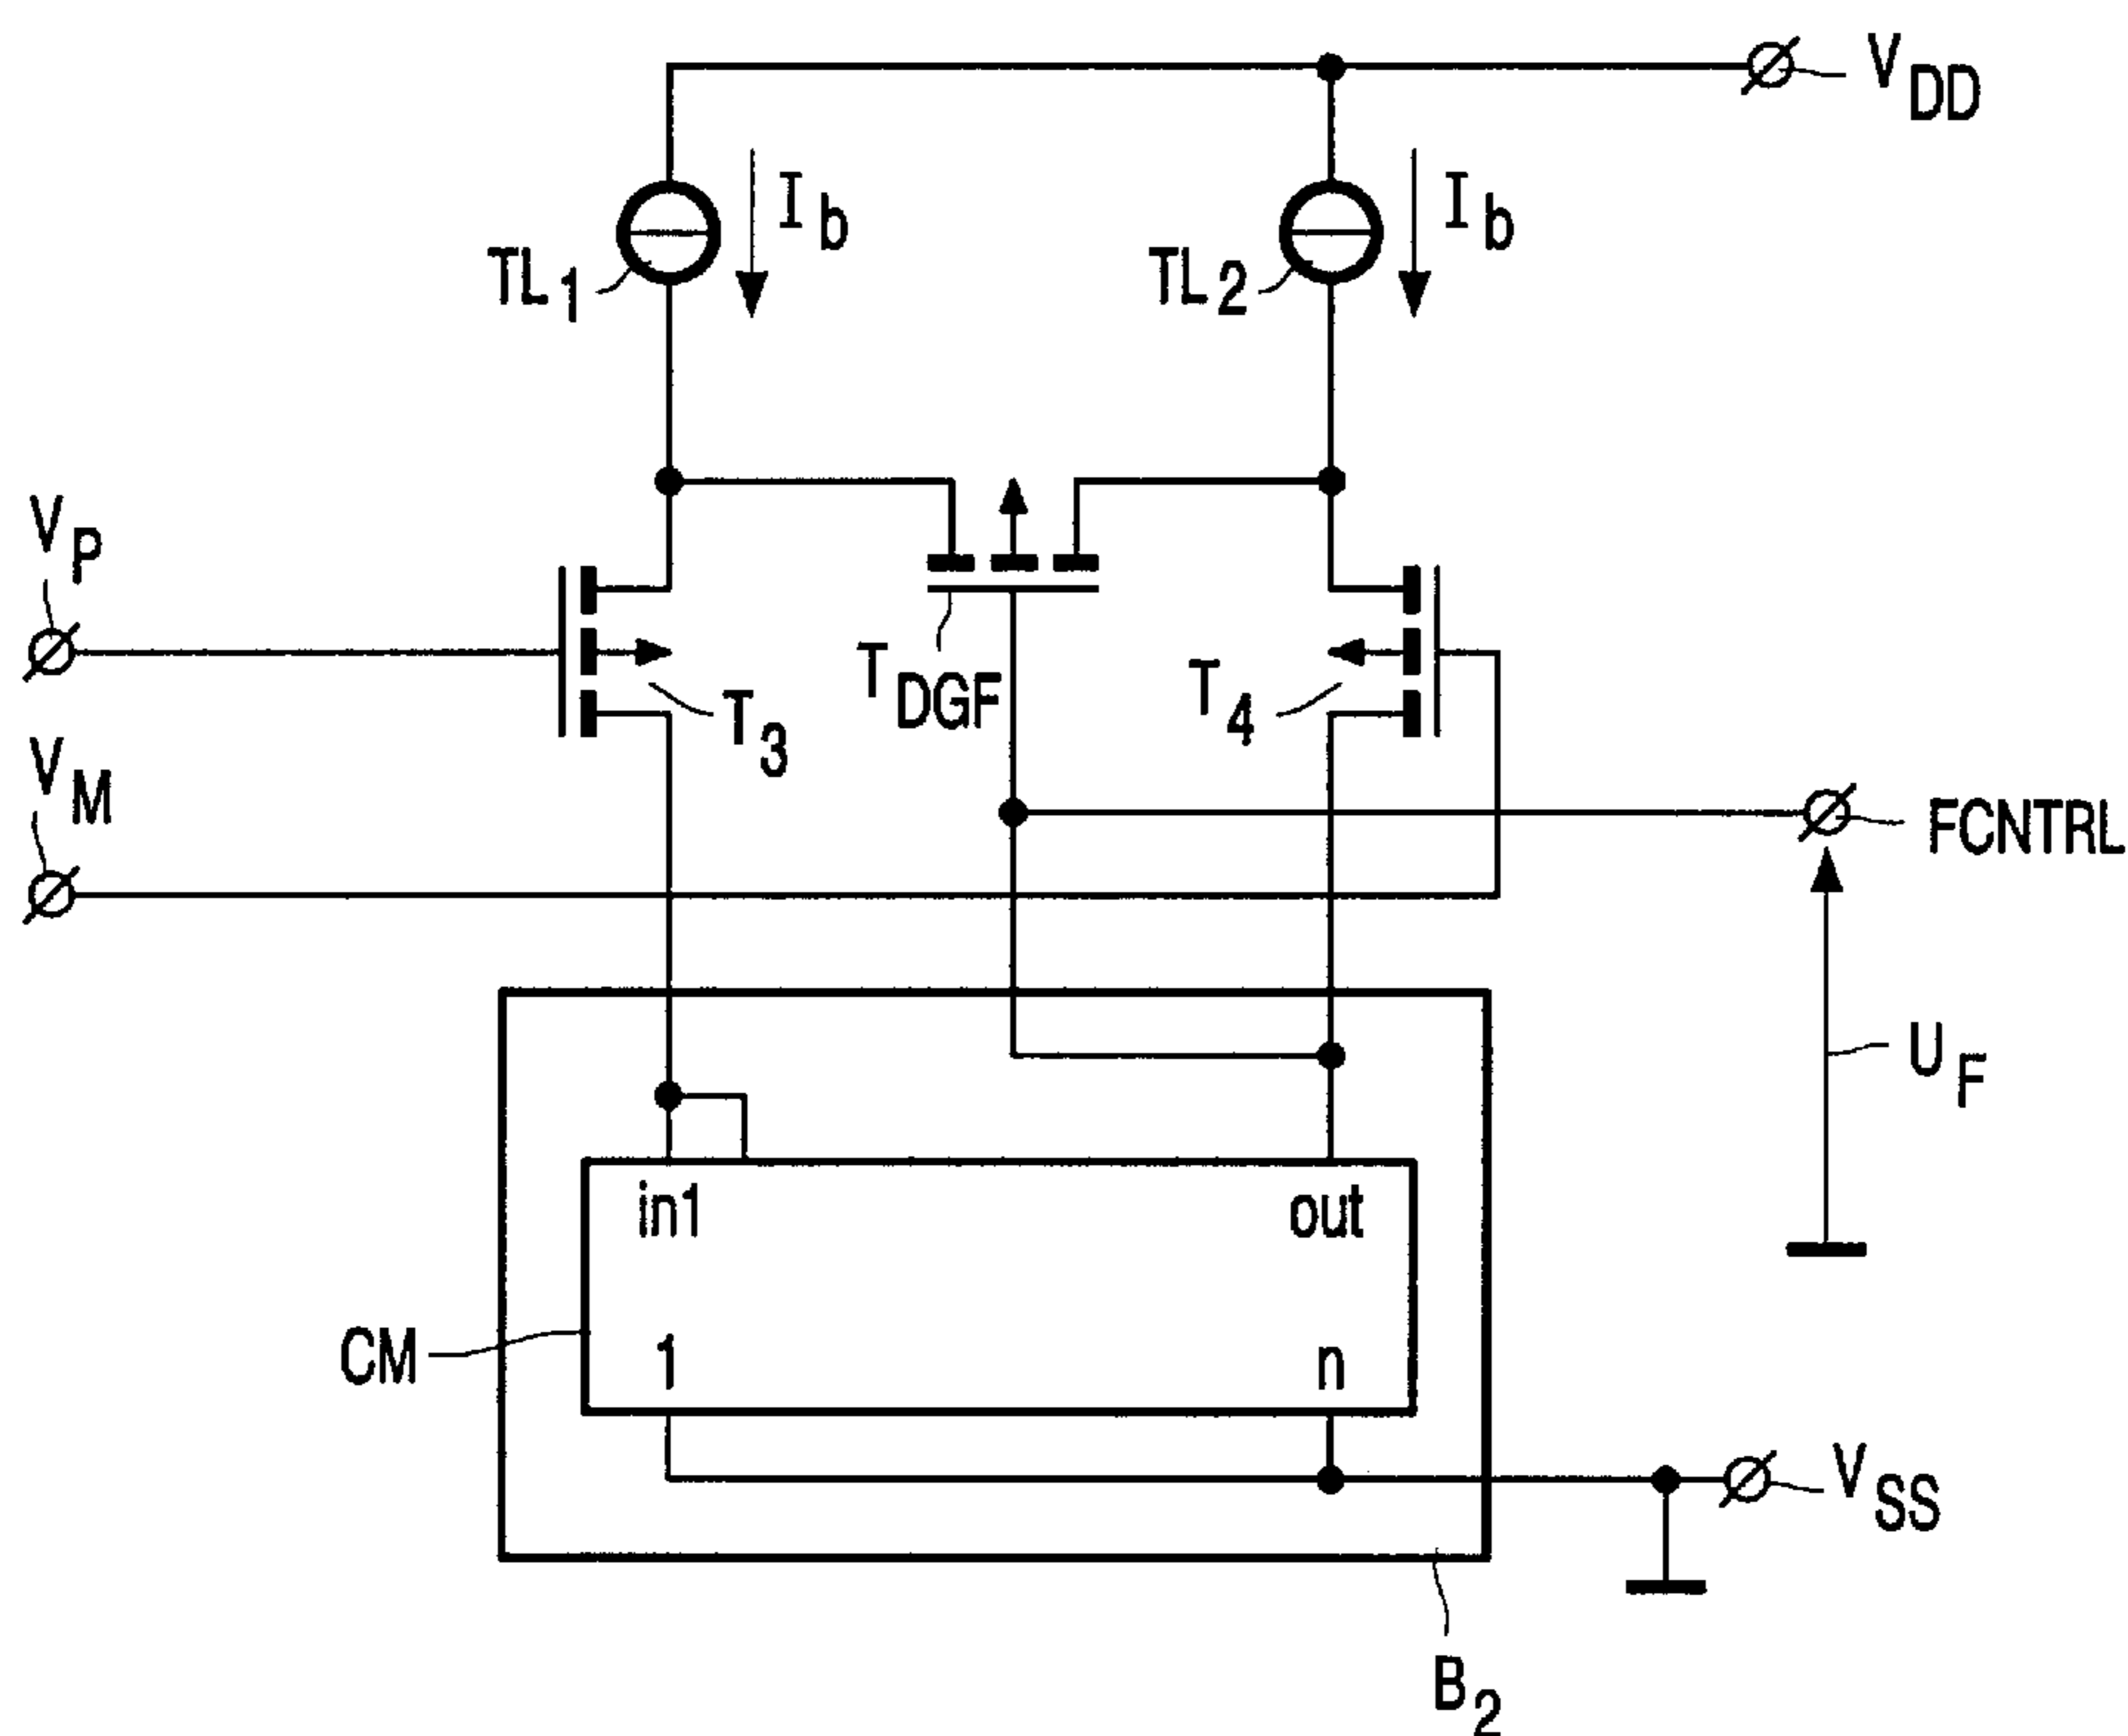 VDD
Ib
Ib
TL1
TL2
VP
T3
TDGF
T4
VM
FCNTRL
UF
in1
out
CM
1
n
VSS
B2